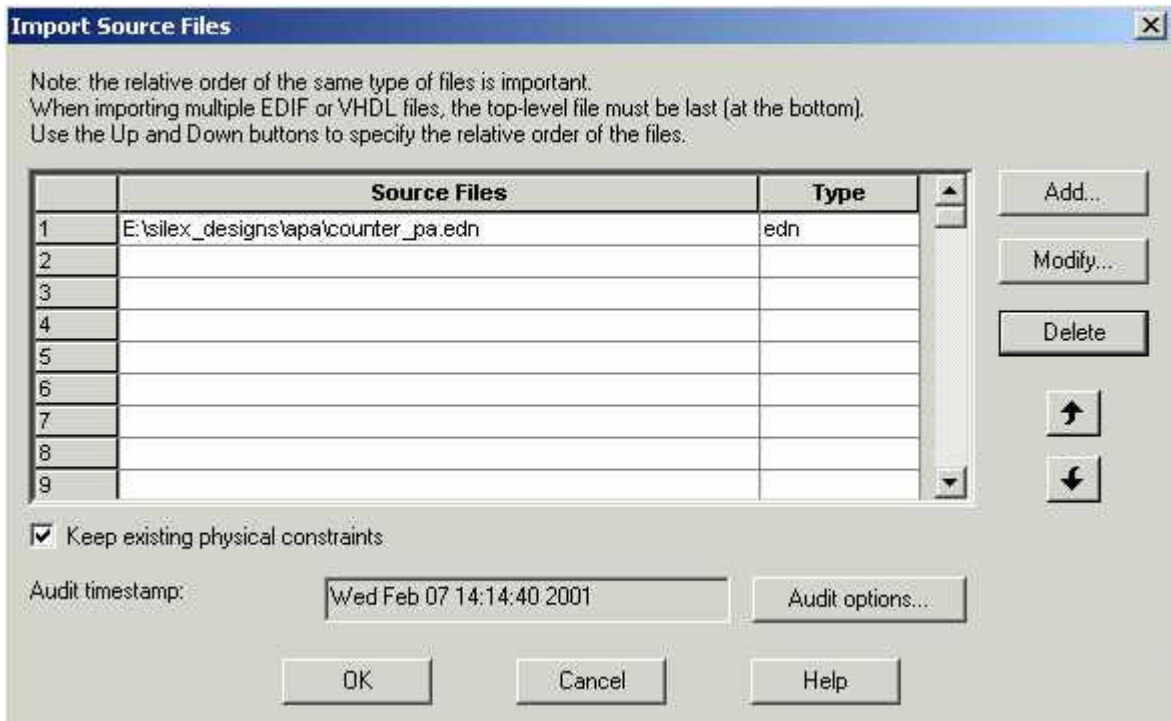 Import Source Files
Note: the relative order of the same type of files is important.
When importing multiple EDIF or VHDL files, the top-level file must be last (at the bottom).
Use the Up and Down buttons to specify the relative order of the files.
Source Files Type
1 E:\silex_designs\apa\counter_pa.edn edn
2
3
4
5
6
7
8
9
Add...
Modify...
Delete
Keep existing physical constraints
Audit timestamp: Wed Feb 07 14:14:40 2001 Audit options...
OK Cancel Help